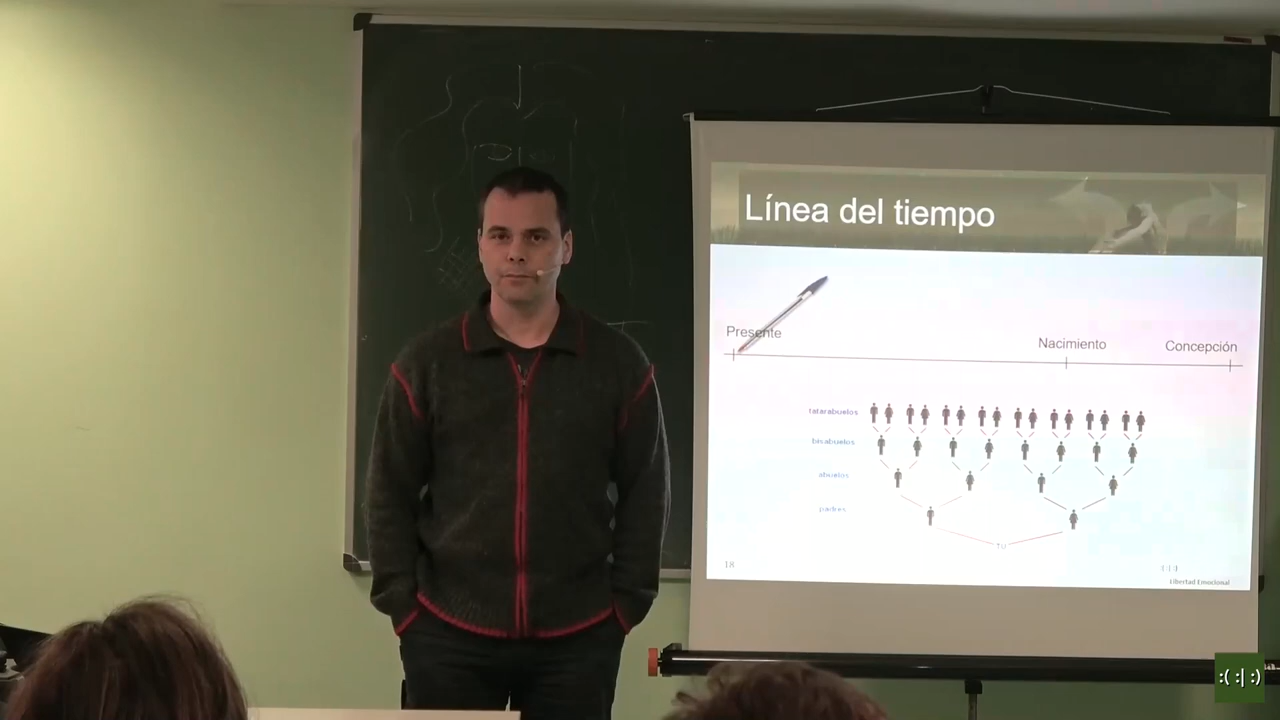 Línea del tiempo
Presente
Nacimiento
Concepción
tatarabuelos
bisabuelos
abuelos
padres
TU
18
:(:|:)
Libertad Emocional
:( :| :)